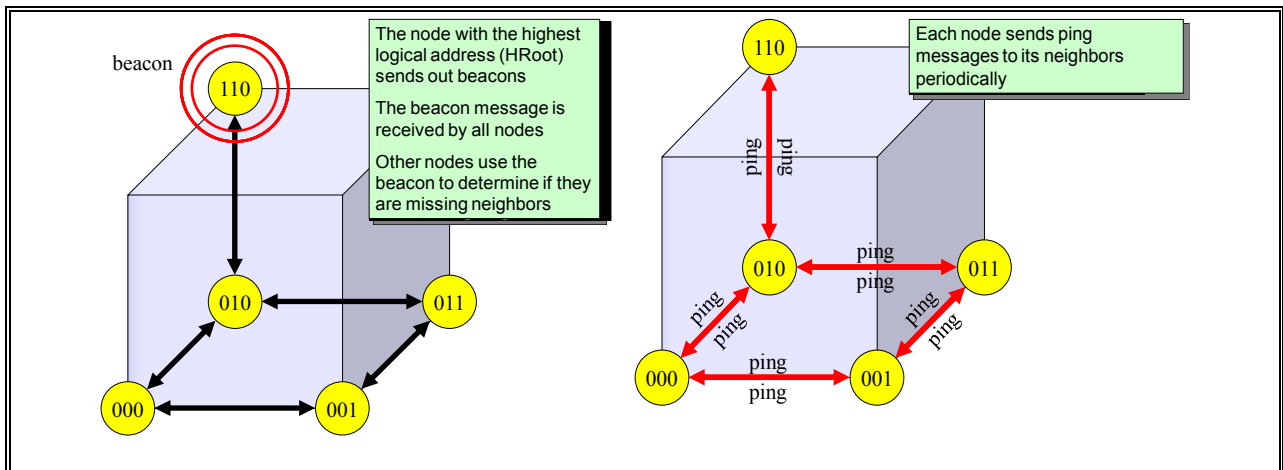 beacon
110
The node with the highest
logical address (HRoot)
sends out beacons
The beacon message is
received by all nodes
Other nodes use the
beacon to determine if they
are missing neighbors
010
011
000
001
110
Each node sends ping
messages to its neighbors
periodically
ping
ping
010
ping
ping
011
ping
ping
ping
ping
000
ping
ping
001